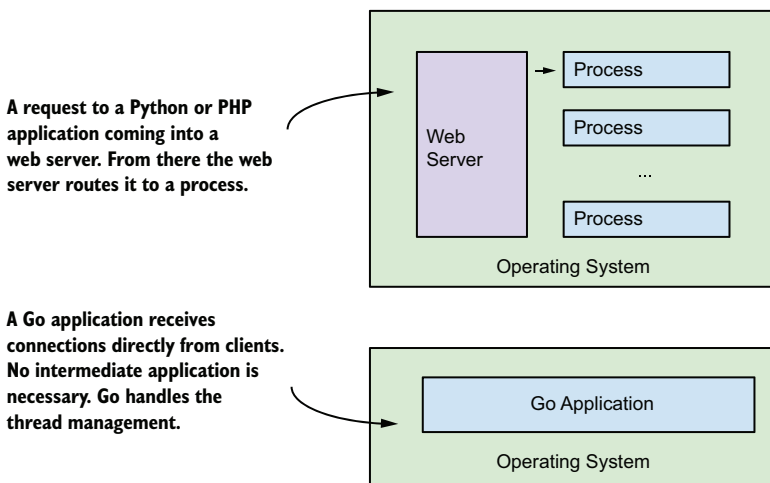 A request to a Python or PHP
application coming into a
web server. From there the web
server routes it to a process.
Web
Server
Process
Process
...
Process
Operating System
A Go application receives
connections directly from clients.
No intermediate application is
necessary. Go handles the
thread management.
Go Application
Operating System